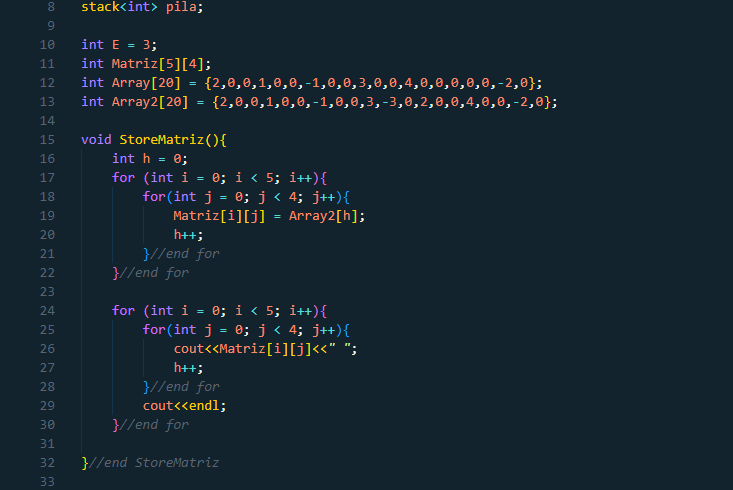 8 stack<int> pila;
9
10 int E = 3;
11 int Matriz[5][4];
12 int Array[20] = {2,0,0,1,0,0,-1,0,0,3,0,0,4,0,0,0,0,0,-2,0};
13 int Array2[20] = {2,0,0,1,0,0,-1,0,0,3,-3,0,2,0,0,4,0,0,-2,0};
14
15 void StoreMatriz(){
16     int h = 0;
17     for (int i = 0; i < 5; i++){
18         for(int j = 0; j < 4; j++){
19             Matriz[i][j] = Array2[h];
20             h++;
21         }//end for
22     }//end for
23
24     for (int i = 0; i < 5; i++){
25         for(int j = 0; j < 4; j++){
26             cout<<Matriz[i][j]<<" ";
27             h++;
28         }//end for
29         cout<<endl;
30     }//end for
31
32 }//end StoreMatriz
33